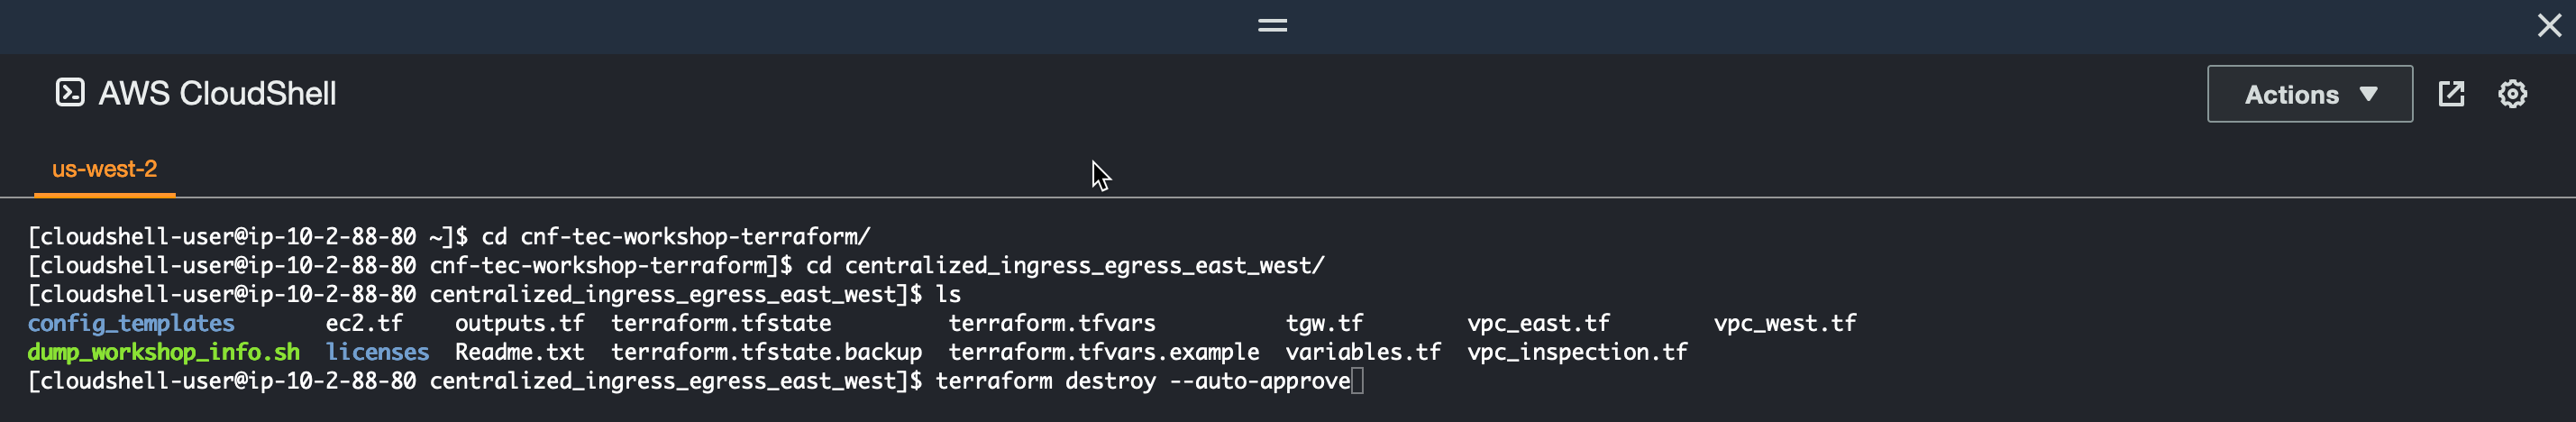 AWS CloudShell
Actions
us-west-2
[cloudshell-user@ip-10-2-88-80 ~]$ cd cnf-tec-workshop-terraform/
[cloudshell-user@ip-10-2-88-80 cnf-tec-workshop-terraform]$ cd centralized_ingress_egress_east_west/
[cloudshell-user@ip-10-2-88-80 centralized_ingress_egress_east_west]$ ls
config_templates ec2.tf outputs.tf terraform.tfstate terraform.tfvars tgw.tf vpc_east.tf vpc_west.tf
dump_workshop_info.sh licenses Readme.txt terraform.tfstate.backup terraform.tfvars.example variables.tf vpc_inspection.tf
[cloudshell-user@ip-10-2-88-80 centralized_ingress_egress_east_west]$ terraform destroy --auto-approve